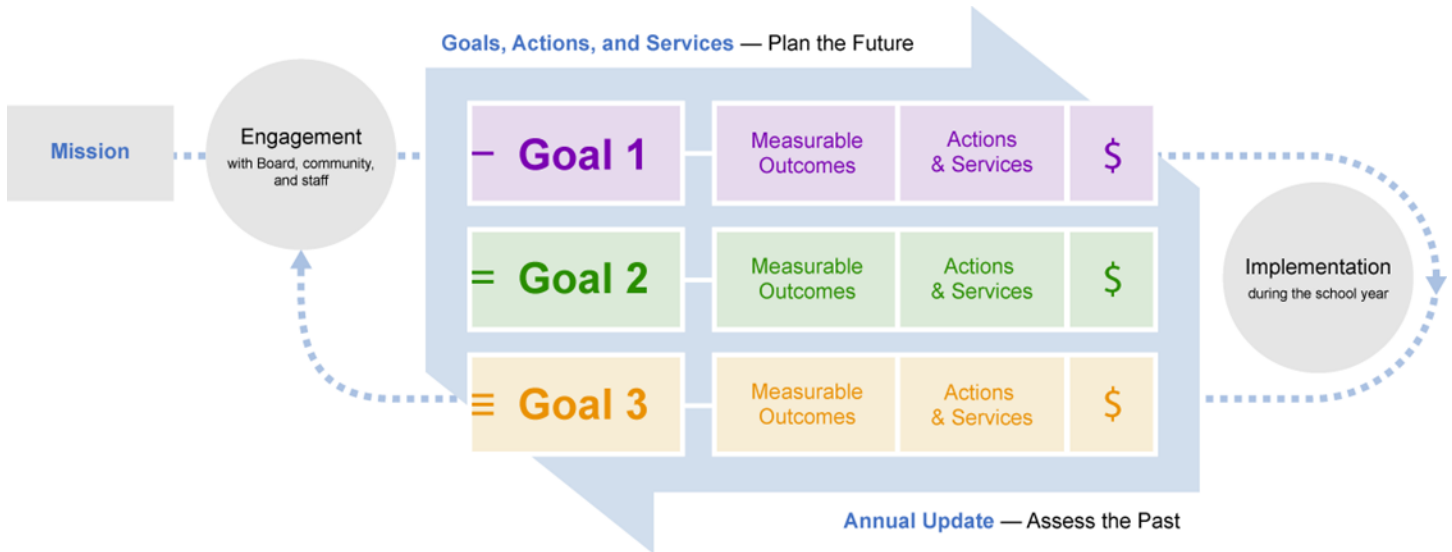 Goals, Actions, and Services — Plan the Future
Mission
Engagement
with Board, community,
and staff
Goal 1
Measurable
Outcomes
Actions
& Services
$
Goal 2
Measurable
Outcomes
Actions
& Services
$
Goal 3
Measurable
Outcomes
Actions
& Services
$
Implementation
during the school year
Annual Update — Assess the Past